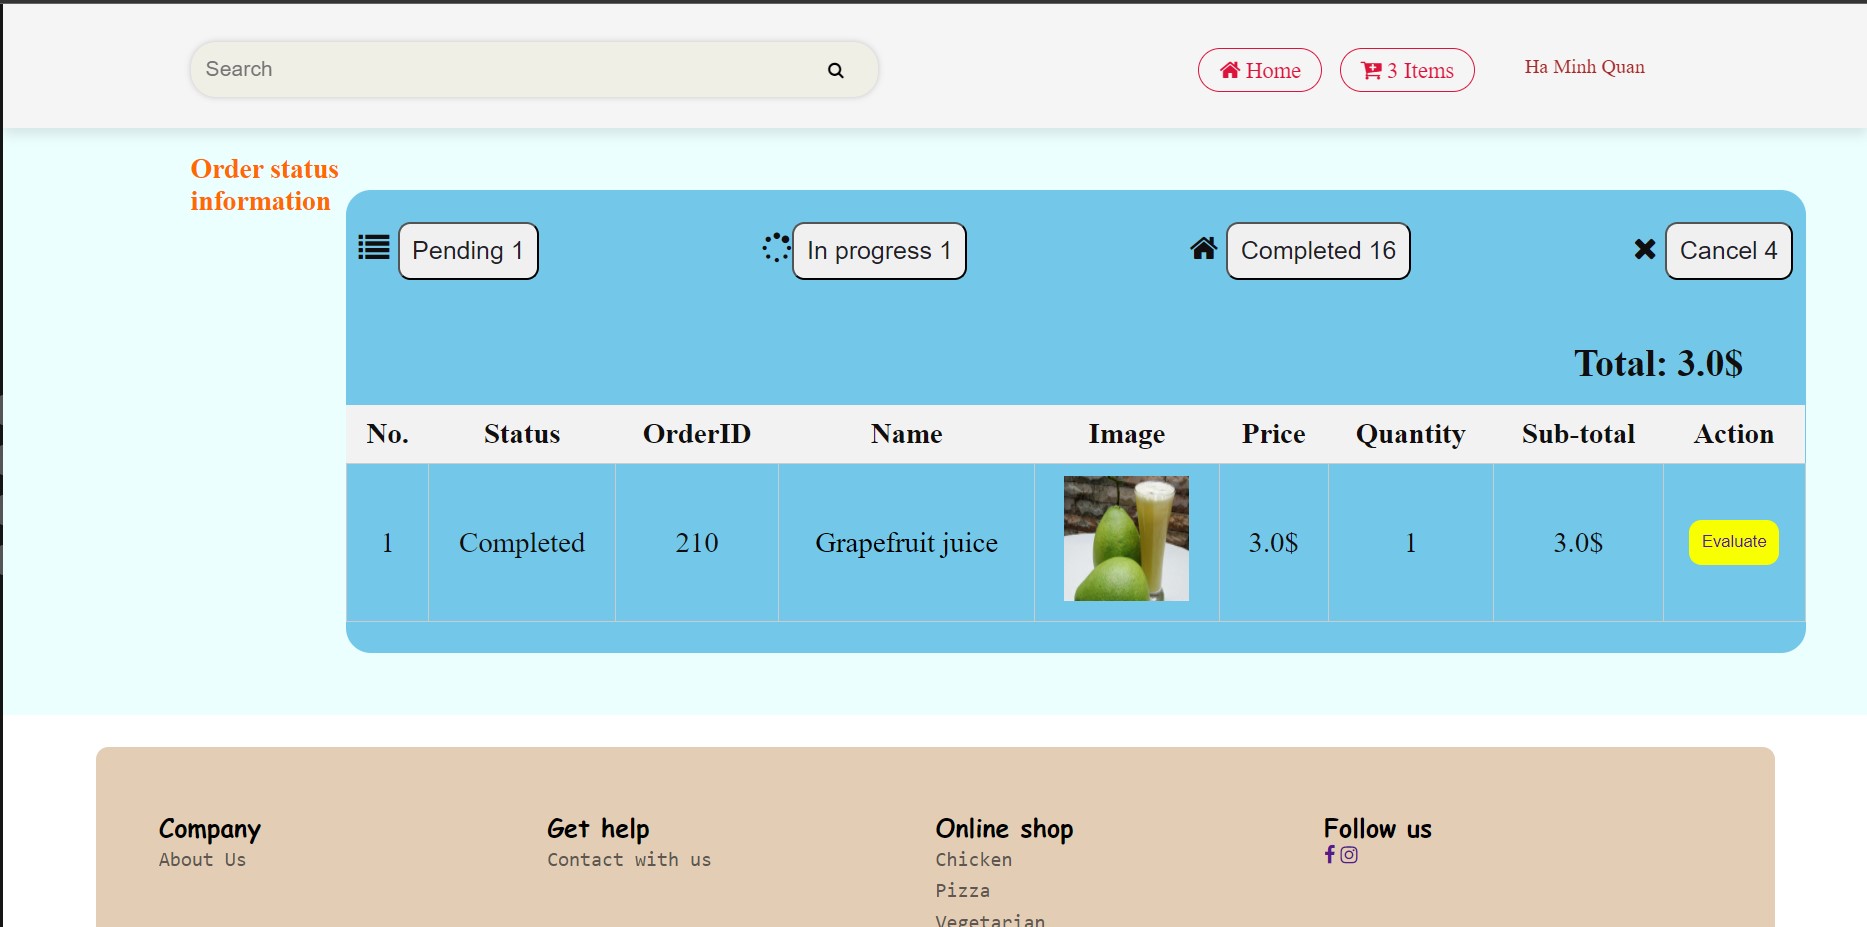 Search
Home
3 Items
Ha Minh Quan
Order status
information
Pending 1
In progress 1
Completed 16
Cancel 4
Total: 3.0$
No. Status OrderID Name Image Price Quantity Sub-total Action
1 Completed 210 Grapefruit juice 3.0$ 1 3.0$ Evaluate
Company
About Us
Get help
Contact with us
Online shop
Chicken
Pizza
Vegetarian
Follow us